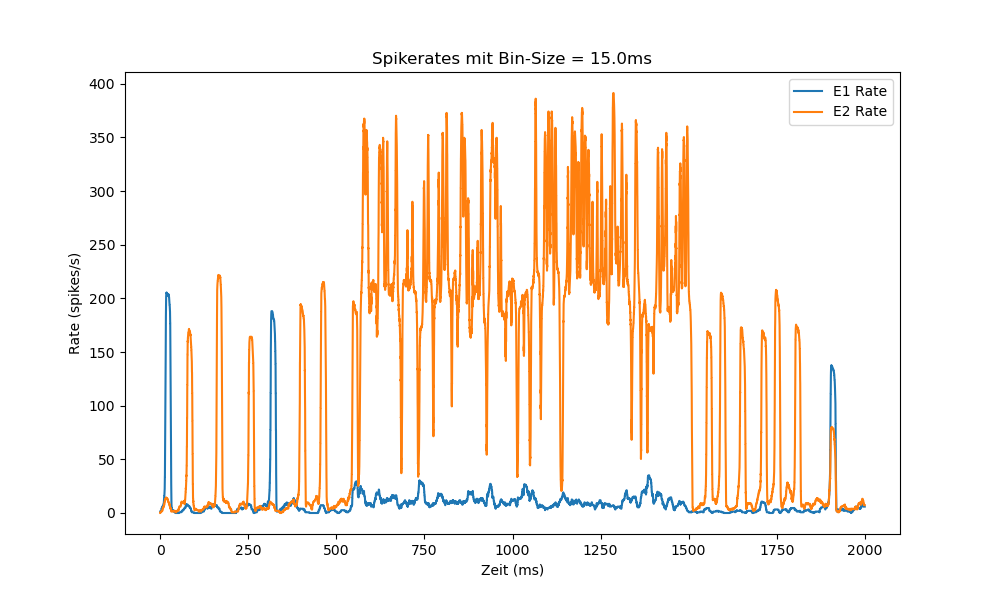 Spikerates mit Bin-Size = 15.0ms
E1 Rate
E2 Rate
Rate (spikes/s)
400
350
300
250
200
150
100
50
0
0 250 500 750 1000 1250 1500 1750 2000
Zeit (ms)